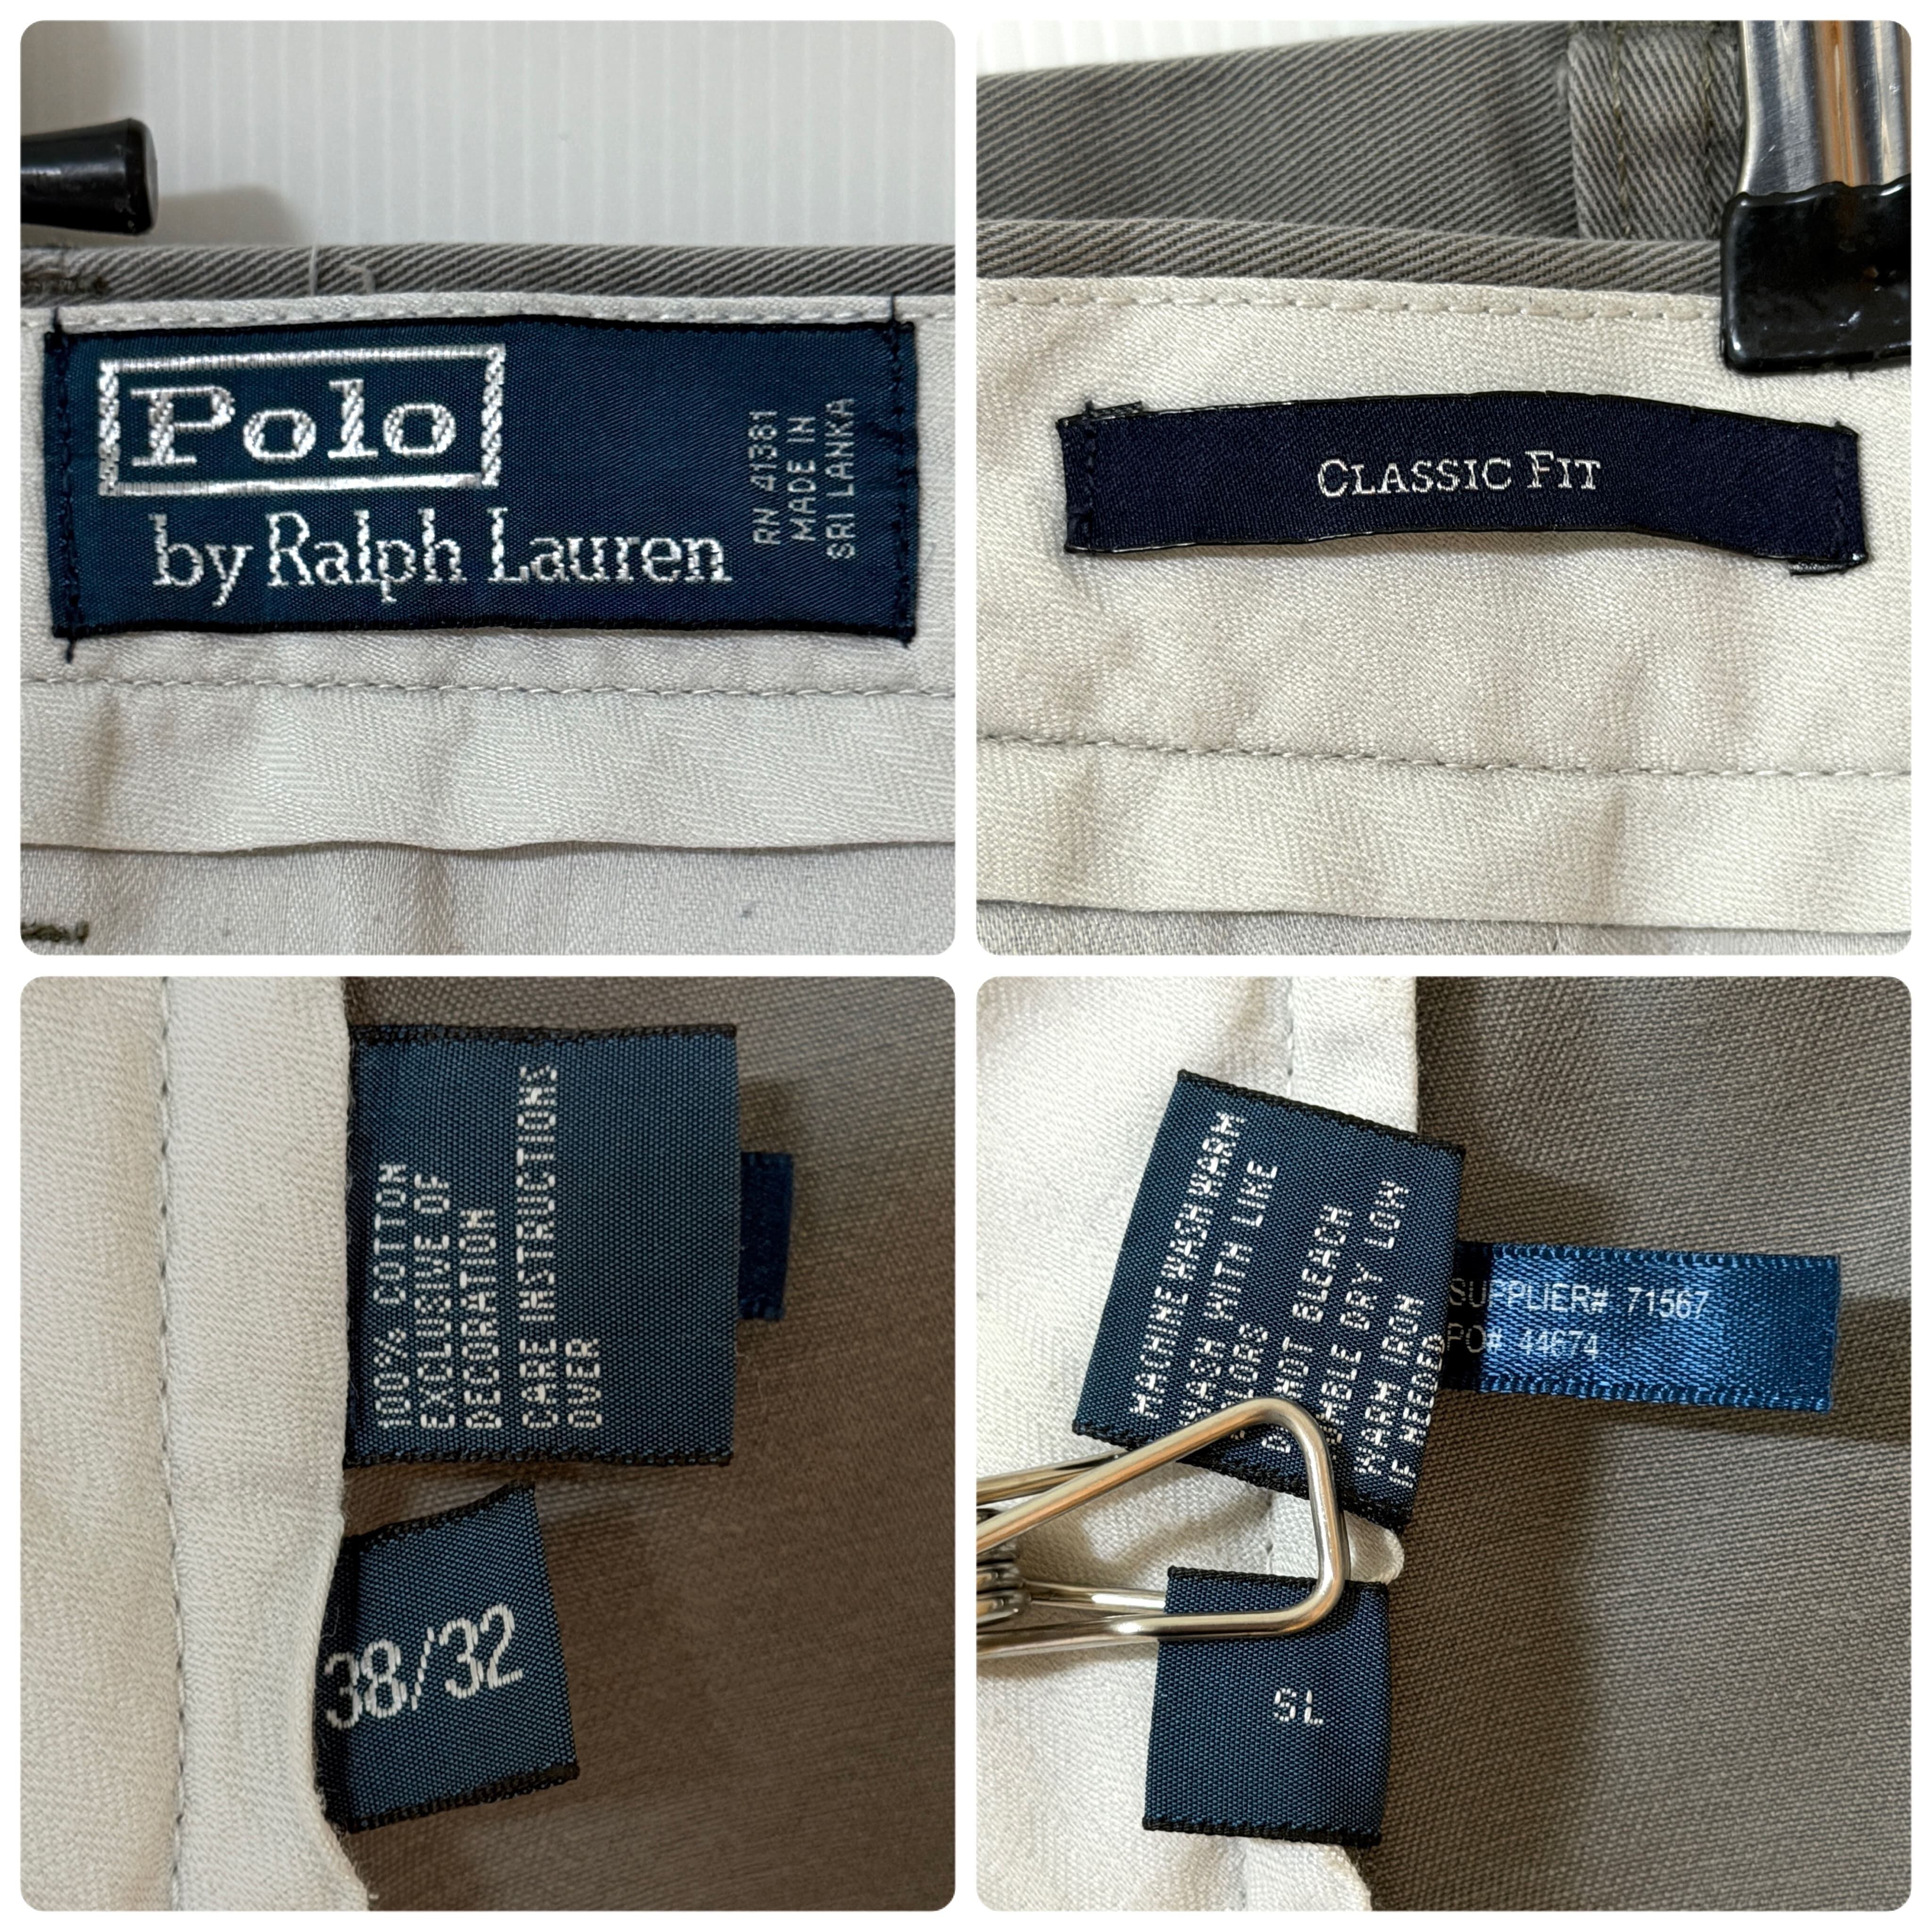 Polo
by Ralph Lauren
RN 41381
MADE IN
SRI LANKA
CLASSIC FIT
100% COTTON
EXCLUSIVE OF
DECORATION
CARE INSTRUCTIONS
OVER
38/32
MACHINE WASH WARM
WASH WITH LIKE
DO NOT BLEACH
DRY LOW
WARM IRON
IF NEEDED
SUPPLIER# 71567
PO# 44674
SL